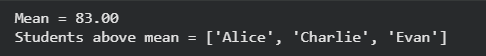 Mean = 83.00
Students above mean = ['Alice', 'Charlie', 'Evan']